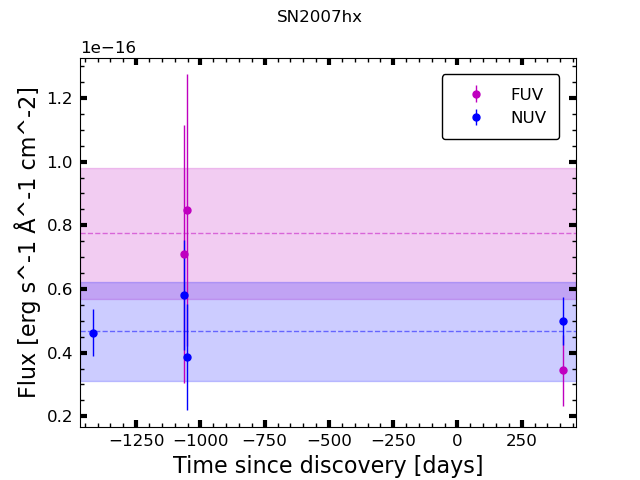 SN2007hx
1e−16
FUV
NUV
1.2
1.0
0.8
0.6
0.4
0.2
Flux [erg s^-1 Å^-1 cm^-2]
−1250 −1000 −750 −500 −250 0 250
Time since discovery [days]